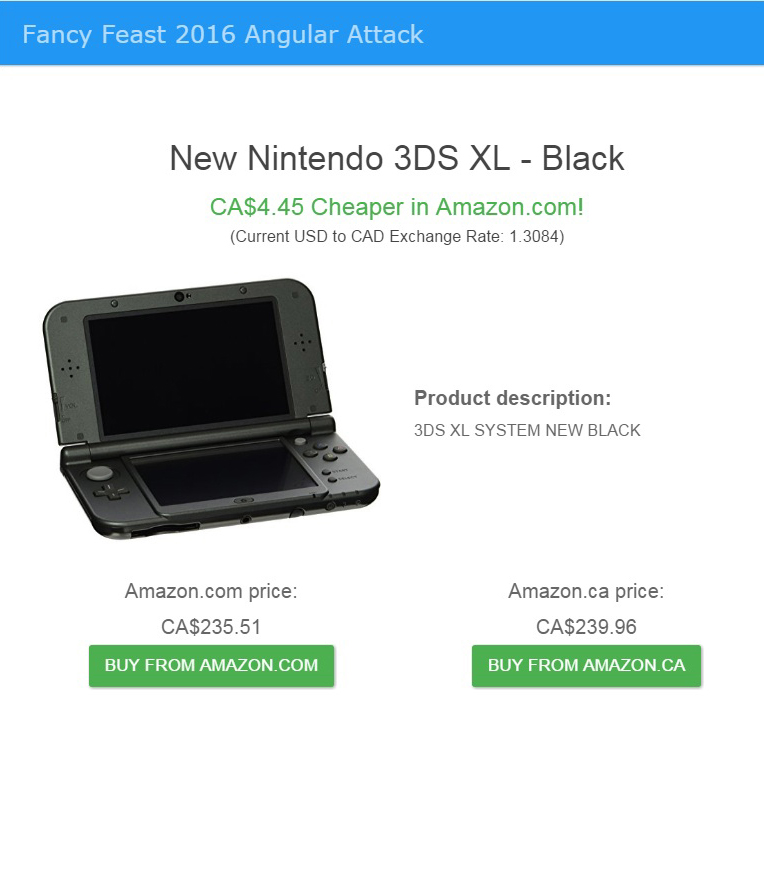 Fancy Feast 2016 Angular Attack
New Nintendo 3DS XL - Black
CA$4.45 Cheaper in Amazon.com!
(Current USD to CAD Exchange Rate: 1.3084)
Product description:
3DS XL SYSTEM NEW BLACK
START
SELECT
Amazon.com price:
CA$235.51
BUY FROM AMAZON.COM
Amazon.ca price:
CA$239.96
BUY FROM AMAZON.CA